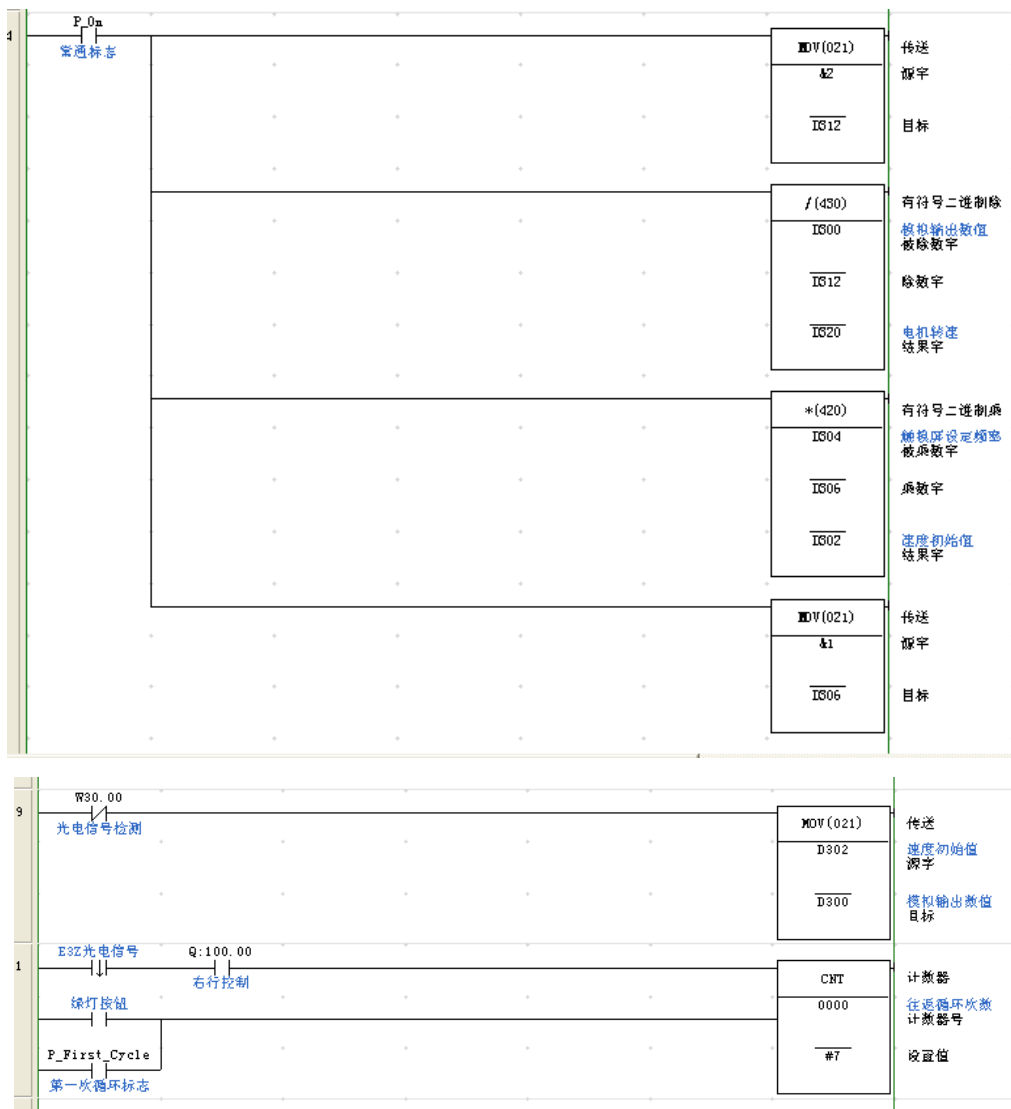 P_On
常通标志
MOV(021)
传送
&2
源字
D312
目标
/(430)
有符号二进制除
D300
模拟输出数值
被除数字
D312
除数字
D320
电机转速
结果字
*(420)
有符号二进制乘
D304
触摸屏设定频率
被乘数字
D306
乘数字
D302
速度初始值
结果字
MOV(021)
传送
&1
源字
D306
目标
9
W30.00
光电信号检测
MOV(021)
传送
D302
速度初始值
源字
D300
模拟输出数值
目标
1
E3Z光电信号
Q:100.00
右行控制
CNT
计数器
绿灯按钮
0000
往返循环次数
计数器号
P_First_Cycle
第一次循环标志
#7
设置值